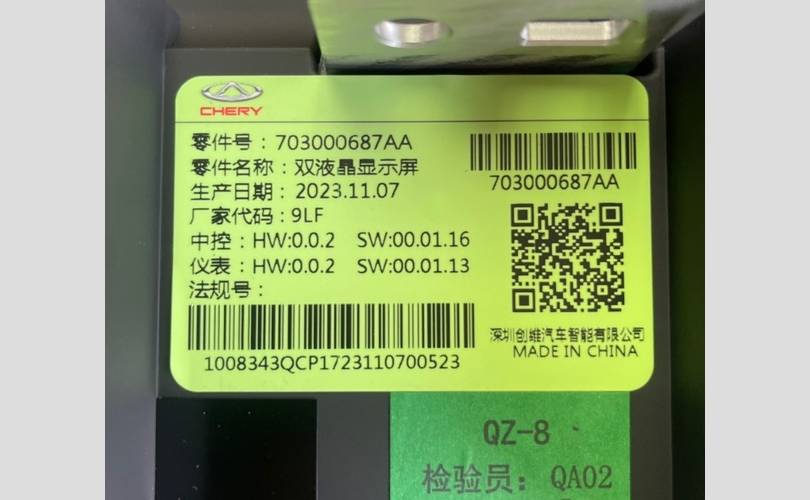 CHERY
零件号：703000687AA
零件名称：双液晶显示屏
生产日期：2023.11.07
厂家代码：9LF
中控：HW:0.0.2 SW:00.01.16
仪表：HW:0.0.2 SW:00.01.13
法规号：
1008343QCP1723110700523
703000687AA
深圳创维汽车智能有限公司
MADE IN CHINA
QZ-8
检验员：QA02